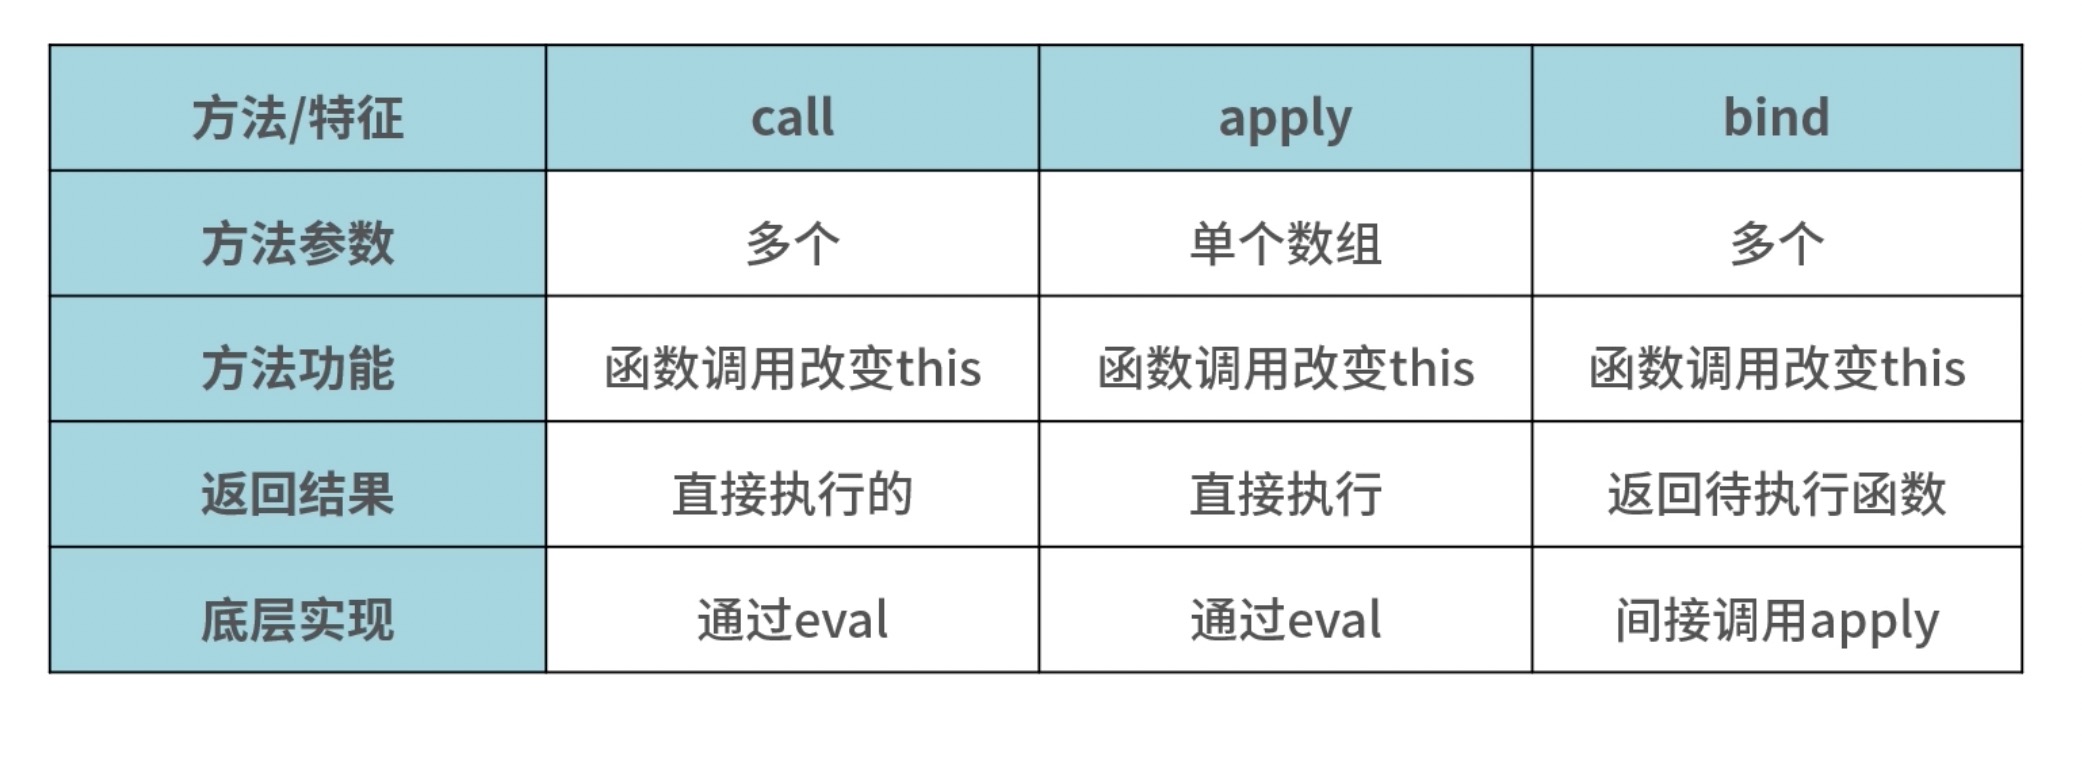 方法/特征 call apply bind
方法参数 多个 单个数组 多个
方法功能 函数调用改变this 函数调用改变this 函数调用改变this
返回结果 直接执行的 直接执行 返回待执行函数
底层实现 通过eval 通过eval 间接调用apply